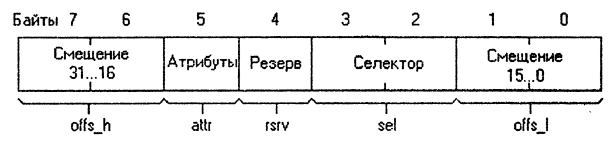 Байты 7 6 5 4 3 2 1 0
Смещение 31...16 Атрибуты Резерв Селектор Смещение 15...0
offs_h attr rsrv sel offs_l